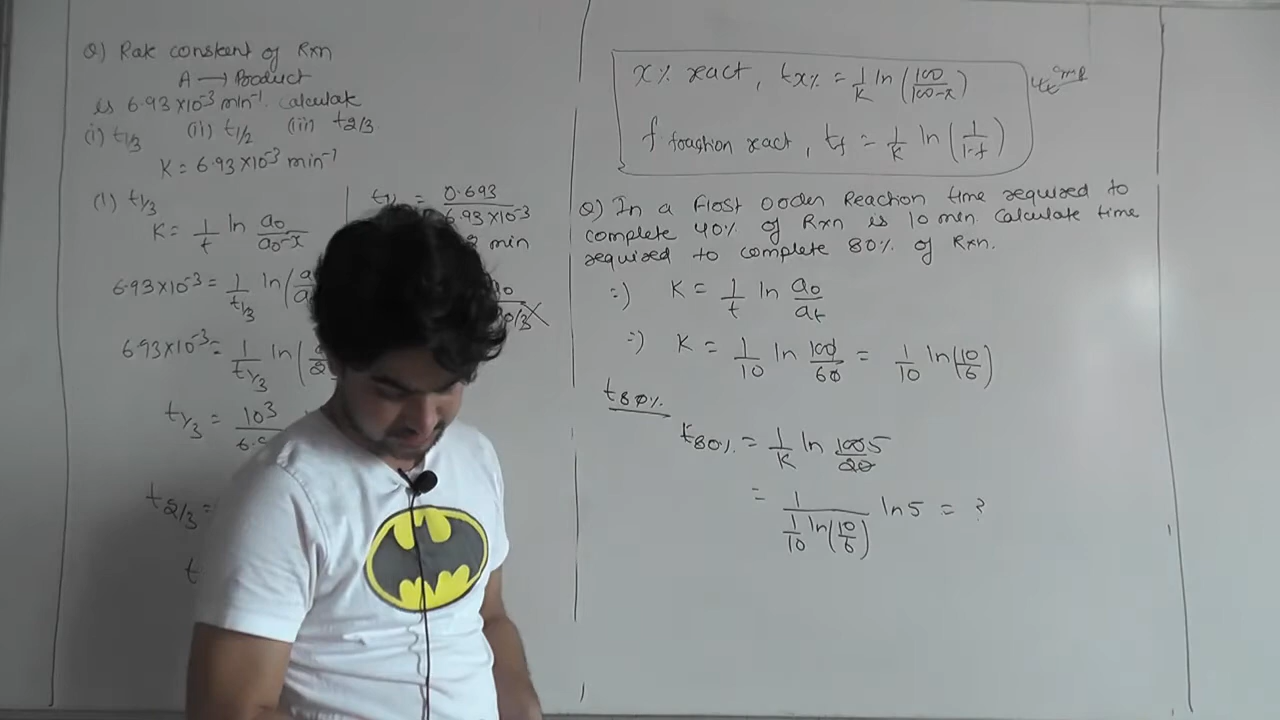 Q) Rate constant of Rxn
A → Product
is 6.93×10⁻³ min⁻¹. Calculate
(i) t1/3 (ii) t1/2 (iii) t2/3
K = 6.93×10⁻³ min⁻¹
(1) t1/3
K = 1/t ln a0/a0-x
6.93×10⁻³ = 1/t1/3 ln(
6.93×10⁻³ = 1/t1/3 ln(
t1/3 = 10³/
t2/3 =
t
= 0.693/6.93×10⁻³
min
x% react, tx% = 1/K ln(100/100-x)
f fraction react, tf = 1/K ln(1/1-f)
Q) In a First order Reaction time required to
complete 40% of Rxn is 10 min Calculate time
required to complete 80% of Rxn.
⇒) K = 1/t ln a0/at
⇒) K = 1/10 ln 100/60 = 1/10 ln(10/6)
t80%
t80% = 1/K ln 100 5/20
= 1/(1/10 ln(10/6)) ln 5 = ?